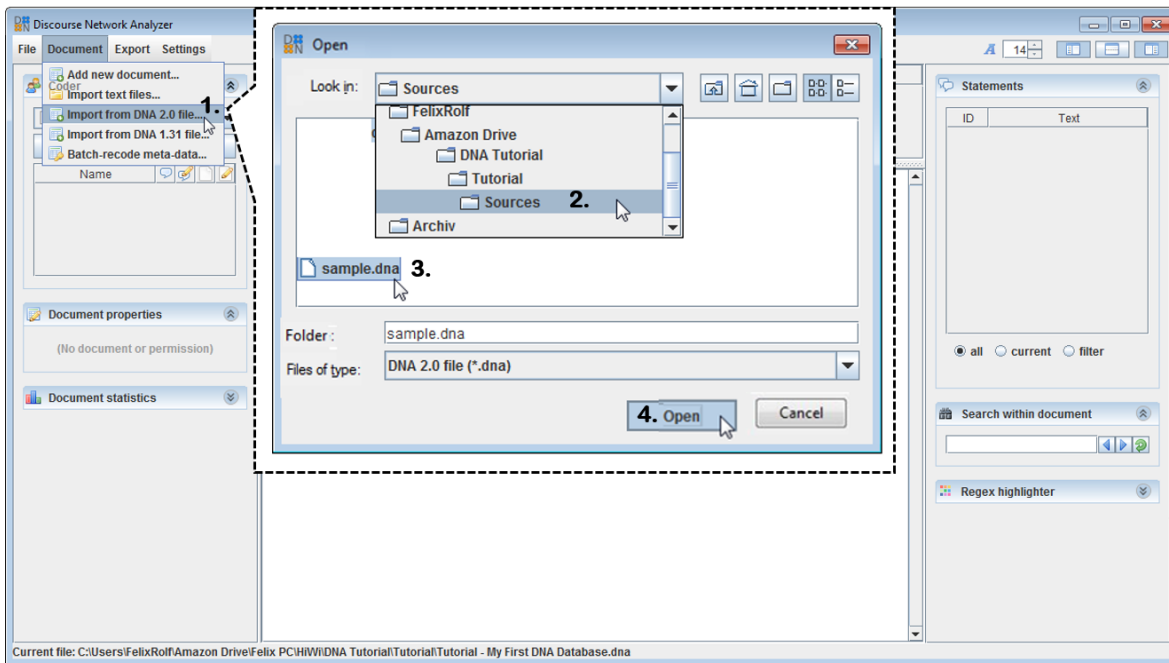 Discourse Network Analyzer
File Document Export Settings
14
Add new document...
Coder
Import text files...
Import from DNA 2.0 file...
1.
Import from DNA 1.31 file...
Batch-recode meta-data...
Name
Document properties
(No document or permission)
Document statistics
DN
Open
Look in:
Sources
FelixRolf
Amazon Drive
DNA Tutorial
Tutorial
Sources
2.
Archiv
sample.dna
3.
Folder :
sample.dna
Files of type:
DNA 2.0 file (*.dna)
4. Open
Cancel
Statements
ID Text
all current filter
Search within document
Regex highlighter
Current file: C:\Users\FelixRolf\Amazon Drive\Felix PC\HiWi\DNA Tutorial\Tutorial\Tutorial - My First DNA Database.dna